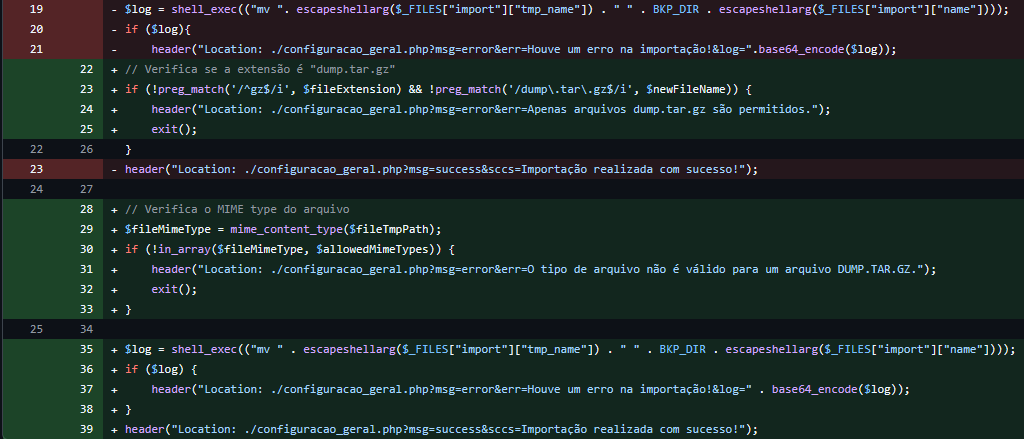 19 - $log = shell_exec(("mv ". escapeshellarg($_FILES["import"]["tmp_name"]) . " " . BKP_DIR . escapeshellarg($_FILES["import"]["name"])));
20 - if ($log){
21 - header("Location: ./configuracao_geral.php?msg=error&err=Houve um erro na importação!&log=".base64_encode($log));
22 + // Verifica se a extensão é "dump.tar.gz"
23 + if (!preg_match('/^gz$/i', $fileExtension) && !preg_match('/dump\.tar\.gz$/i', $newFileName)) {
24 + header("Location: ./configuracao_geral.php?msg=error&err=Apenas arquivos dump.tar.gz são permitidos.");
25 + exit();
22 26 }
23 - header("Location: ./configuracao_geral.php?msg=success&sccs=Importação realizada com sucesso!");
24 27
28 + // Verifica o MIME type do arquivo
29 + $fileMimeType = mime_content_type($fileTmpPath);
30 + if (!in_array($fileMimeType, $allowedMimeTypes)) {
31 + header("Location: ./configuracao_geral.php?msg=error&err=O tipo de arquivo não é válido para um arquivo DUMP.TAR.GZ.");
32 + exit();
33 + }
25 34
35 + $log = shell_exec(("mv " . escapeshellarg($_FILES["import"]["tmp_name"]) . " " . BKP_DIR . escapeshellarg($_FILES["import"]["name"])));
36 + if ($log) {
37 + header("Location: ./configuracao_geral.php?msg=error&err=Houve um erro na importação!&log=" . base64_encode($log));
38 + }
39 + header("Location: ./configuracao_geral.php?msg=success&sccs=Importação realizada com sucesso!");